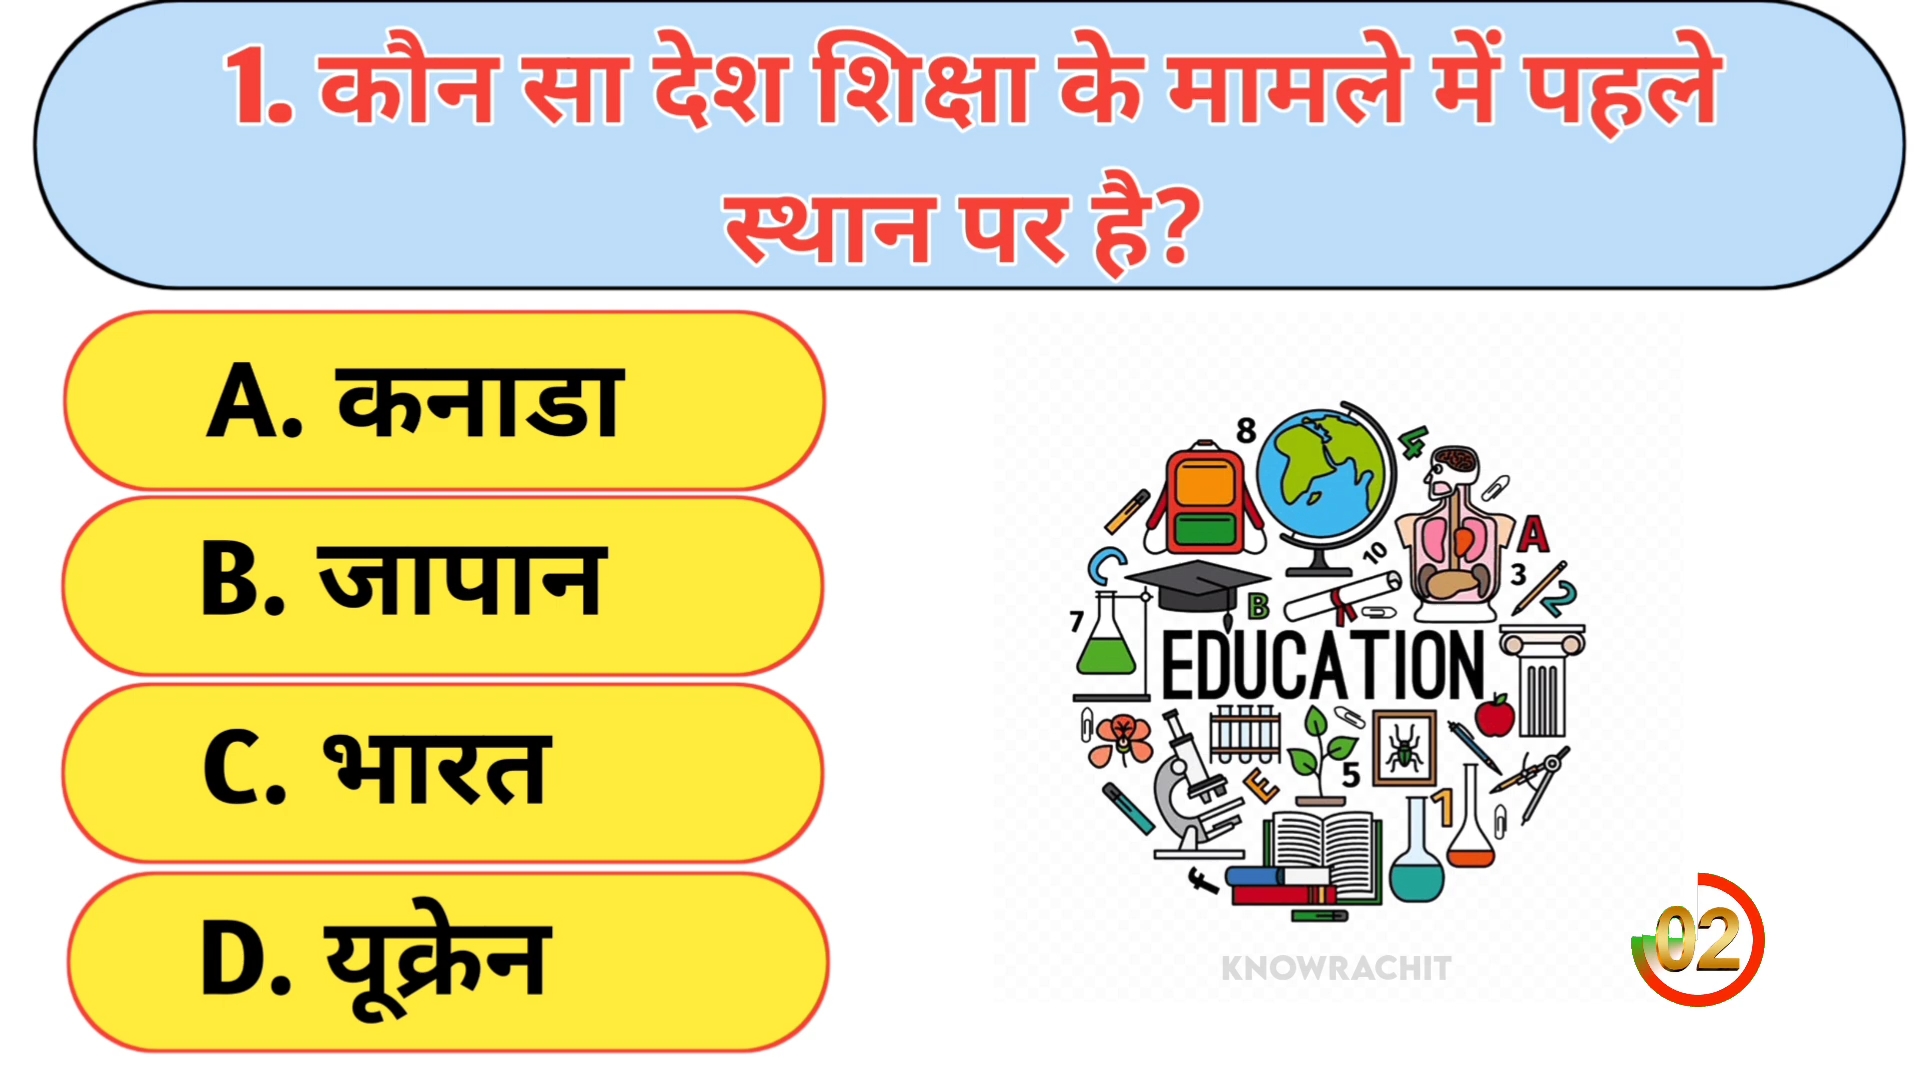 1. कौन सा देश शिक्षा के मामले में पहले
स्थान पर है?
A. कनाडा
B. जापान
C. भारत
D. यूक्रेन
8
4
A
10
C
3
2
B
7
EDUCATION
5
E
1
f
KNOWRACHIT
02